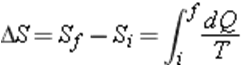 ΔS = S_f − S_i = ∫_i^f dQ/T